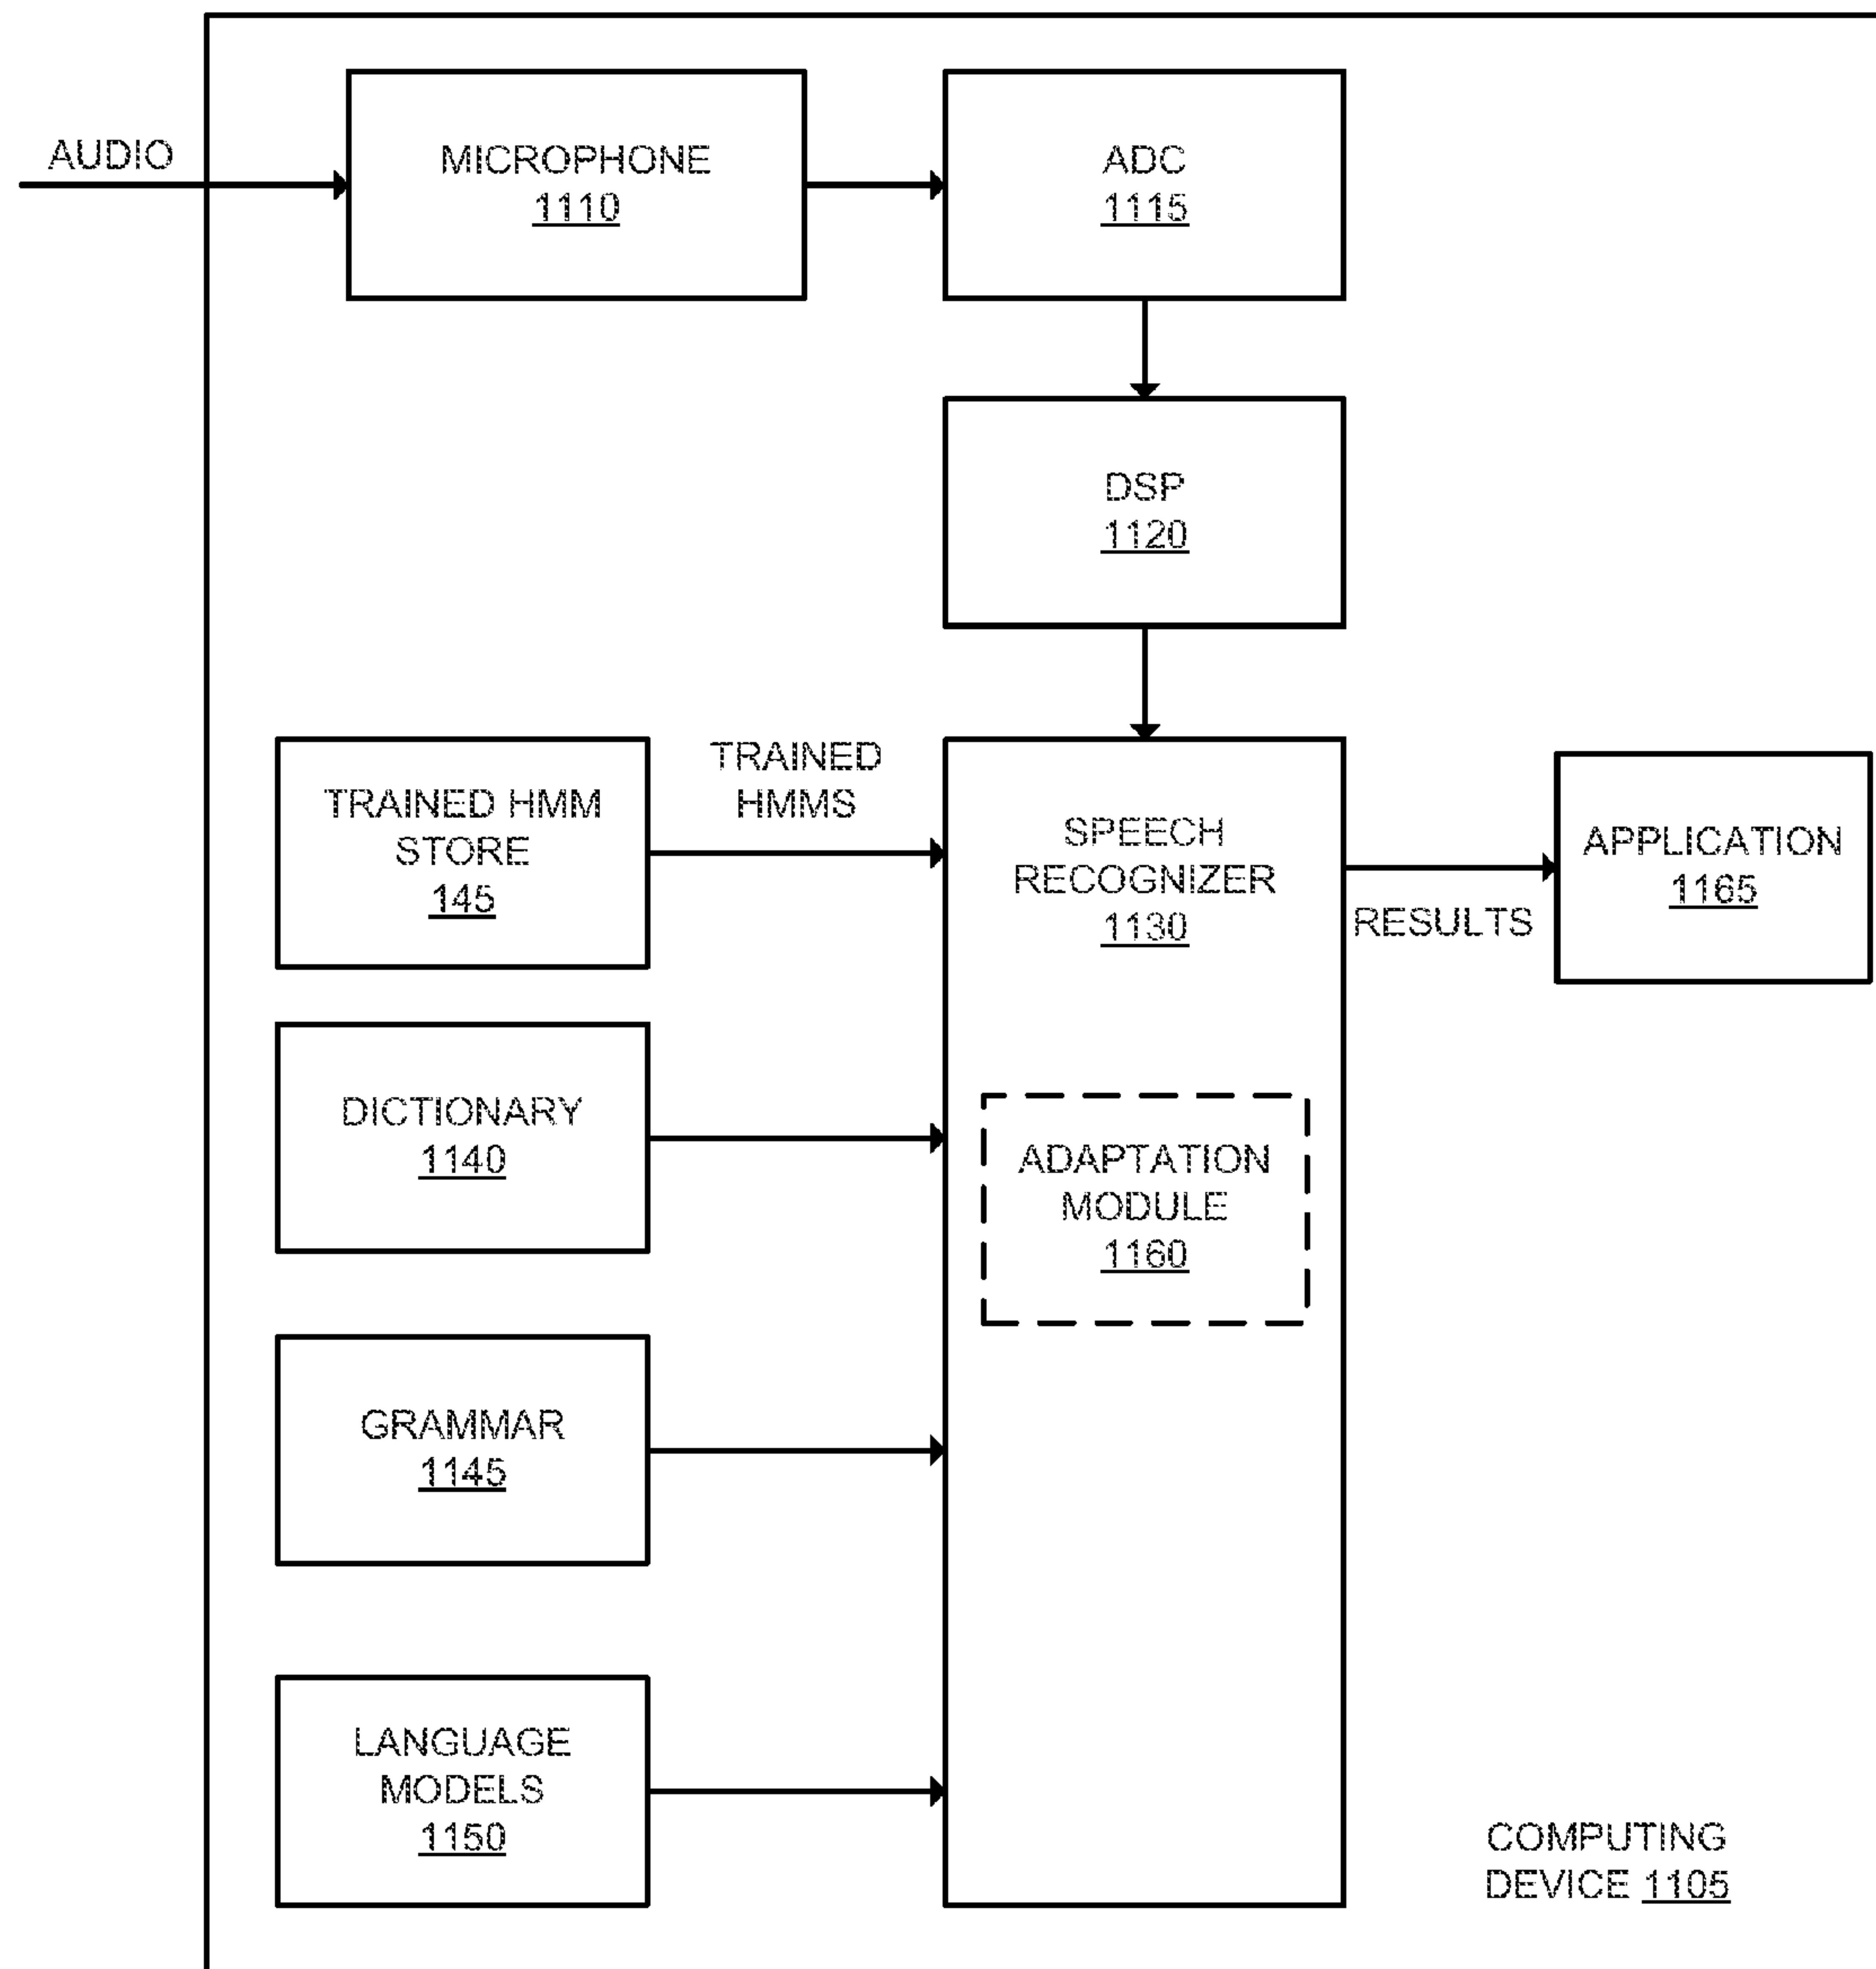 AUDIO
MICROPHONE
1110
ADC
1115
DSP
1120
TRAINED HMM
STORE
145
TRAINED
HMMS
SPEECH
RECOGNIZER
1130
RESULTS
APPLICATION
1165
DICTIONARY
1140
ADAPTATION
MODULE
1160
GRAMMAR
1145
LANGUAGE
MODELS
1150
COMPUTING
DEVICE 1105